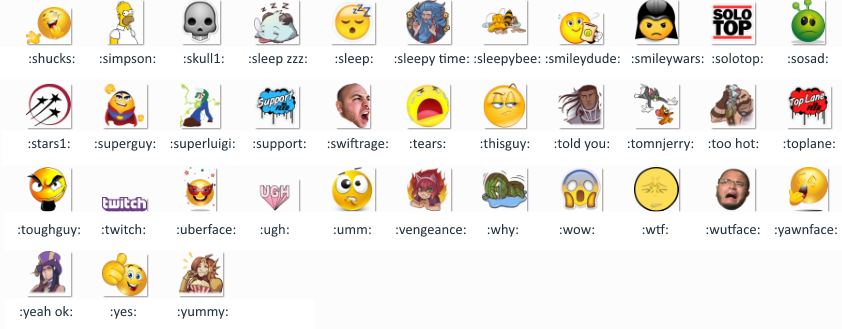 SOLO
TOP
:shucks: :simpson: :skull1: :sleep zzz: :sleep: :sleepy time: :sleepybee: :smileydude: :smileywars: :solotop: :sosad:
Support
FEED
Top Lane
FEED
:stars1: :superguy: :superluigi: :support: :swiftrage: :tears: :thisguy: :told you: :tomnjerry: :too hot: :toplane:
twitch
UGH
:toughguy: :twitch: :uberface: :ugh: :umm: :vengeance: :why: :wow: :wtf: :wutface: :yawnface:
:yeah ok: :yes: :yummy: